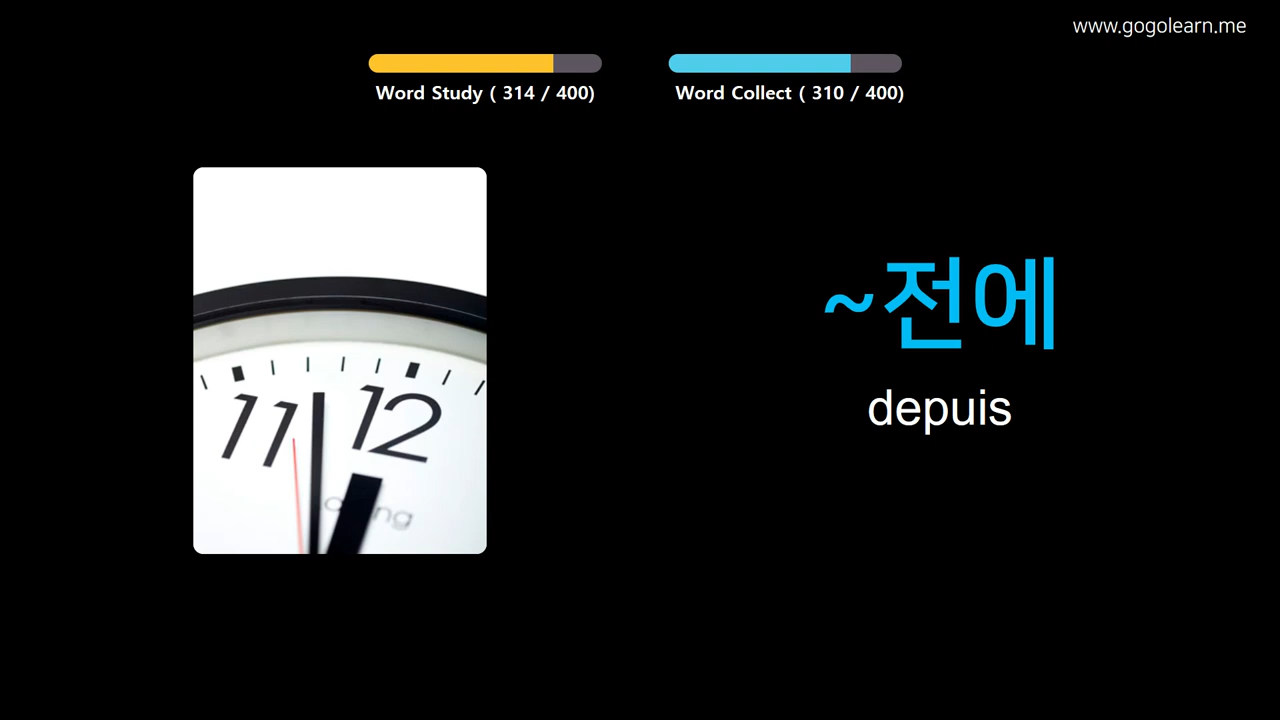 www.gogolearn.me
Word Study ( 314 / 400)
Word Collect ( 310 / 400)
11 12
~전에
depuis